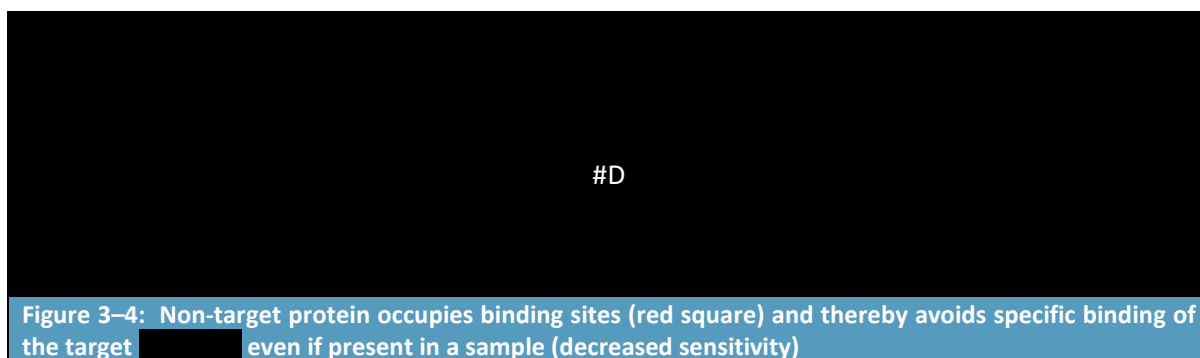 #D
Figure 3–4: Non-target protein occupies binding sites (red square) and thereby avoids specific binding of
the target even if present in a sample (decreased sensitivity)